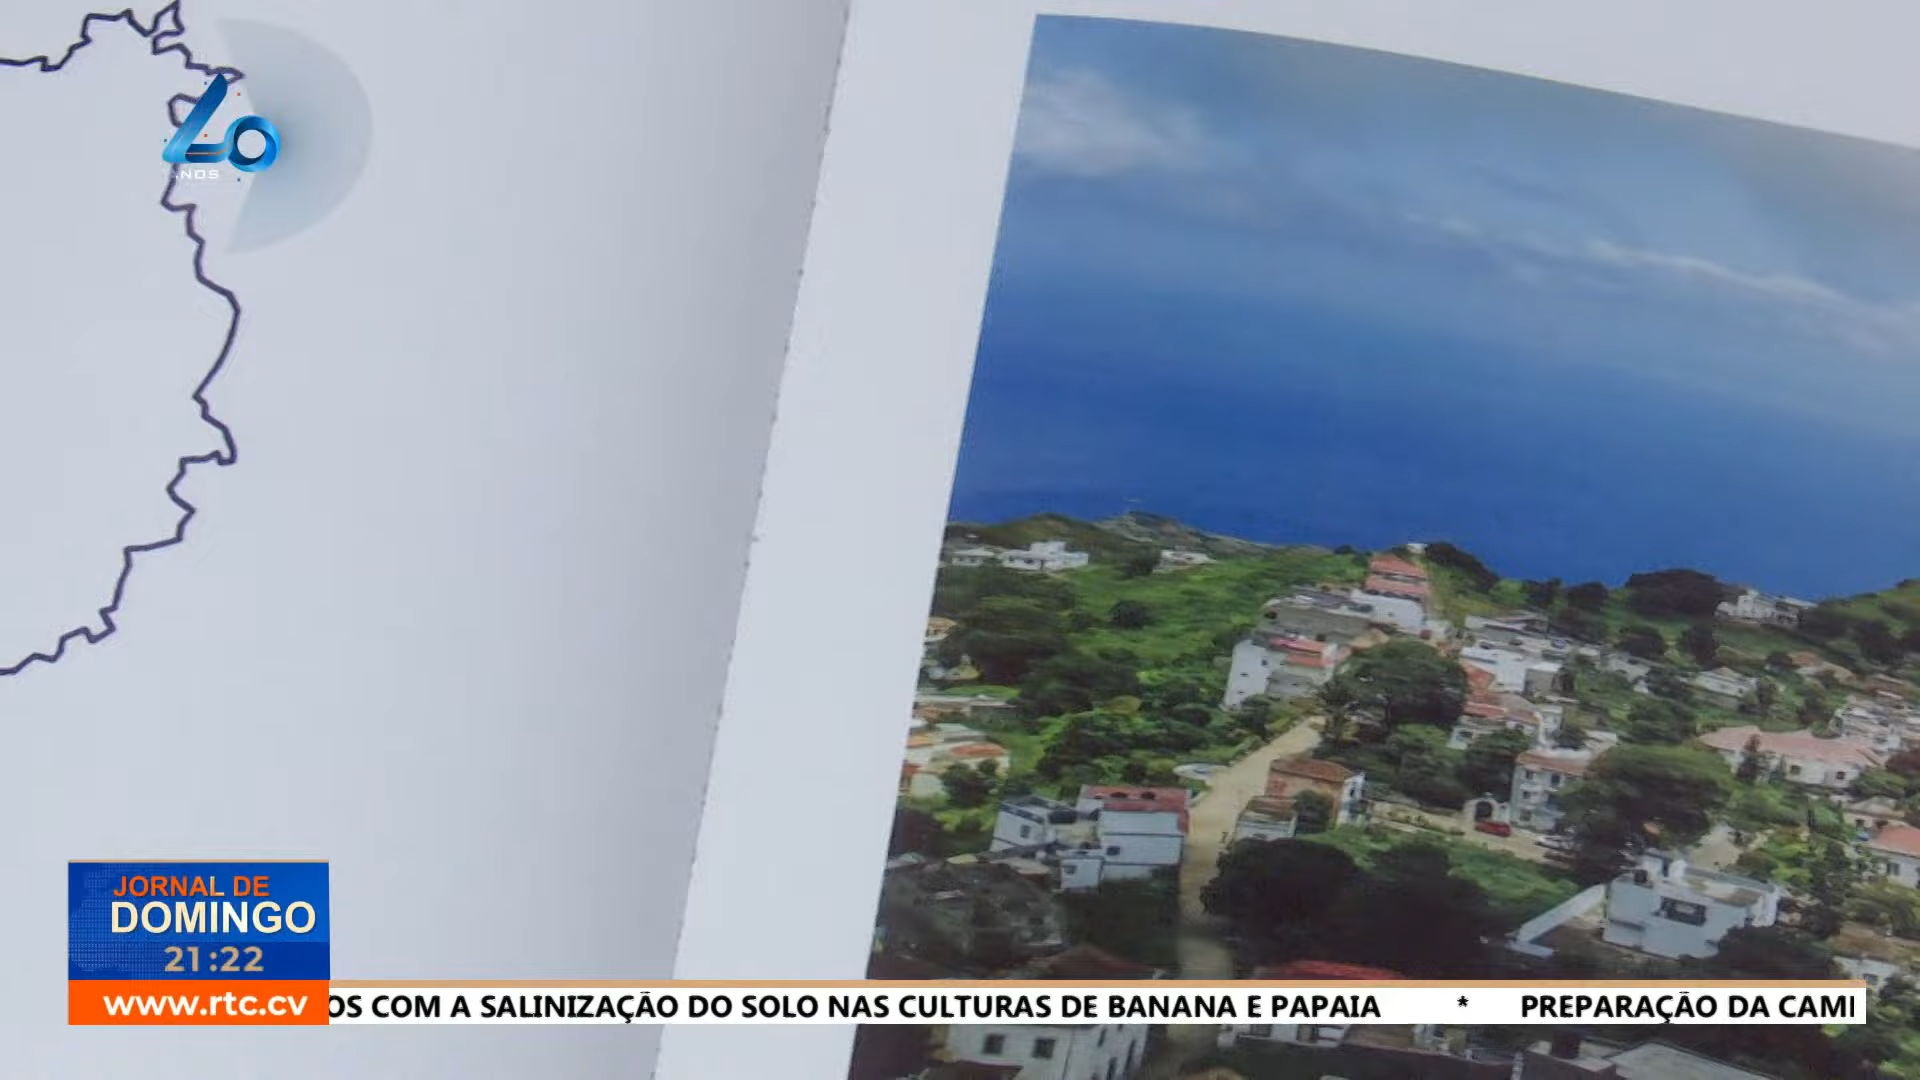 40
ANOS
JORNAL DE
DOMINGO
21:22
www.rtc.cv
OS COM A SALINIZAÇÃO DO SOLO NAS CULTURAS DE BANANA E PAPAIA * PREPARAÇÃO DA CAMI